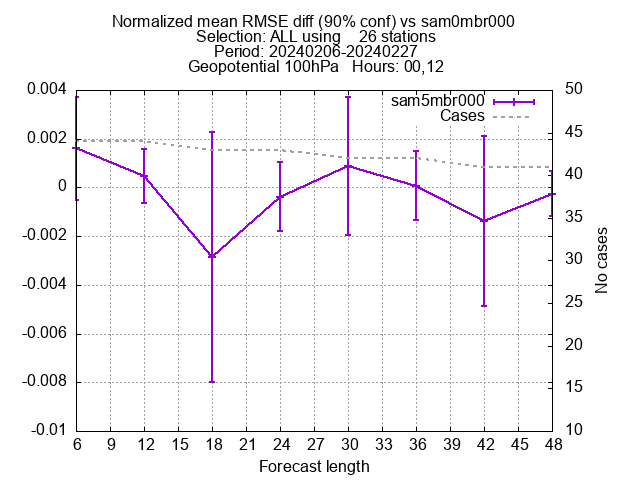 Normalized mean RMSE diff (90% conf) vs sam0mbr000
Selection: ALL using    26 stations
Period: 20240206-20240227
Geopotential 100hPa   Hours: 00,12
sam5mbr000
Cases
0.004
0.002
0
-0.002
-0.004
-0.006
-0.008
-0.01
50
45
40
35
30
25
20
15
10
No cases
6 9 12 15 18 21 24 27 30 33 36 39 42 45 48
Forecast length